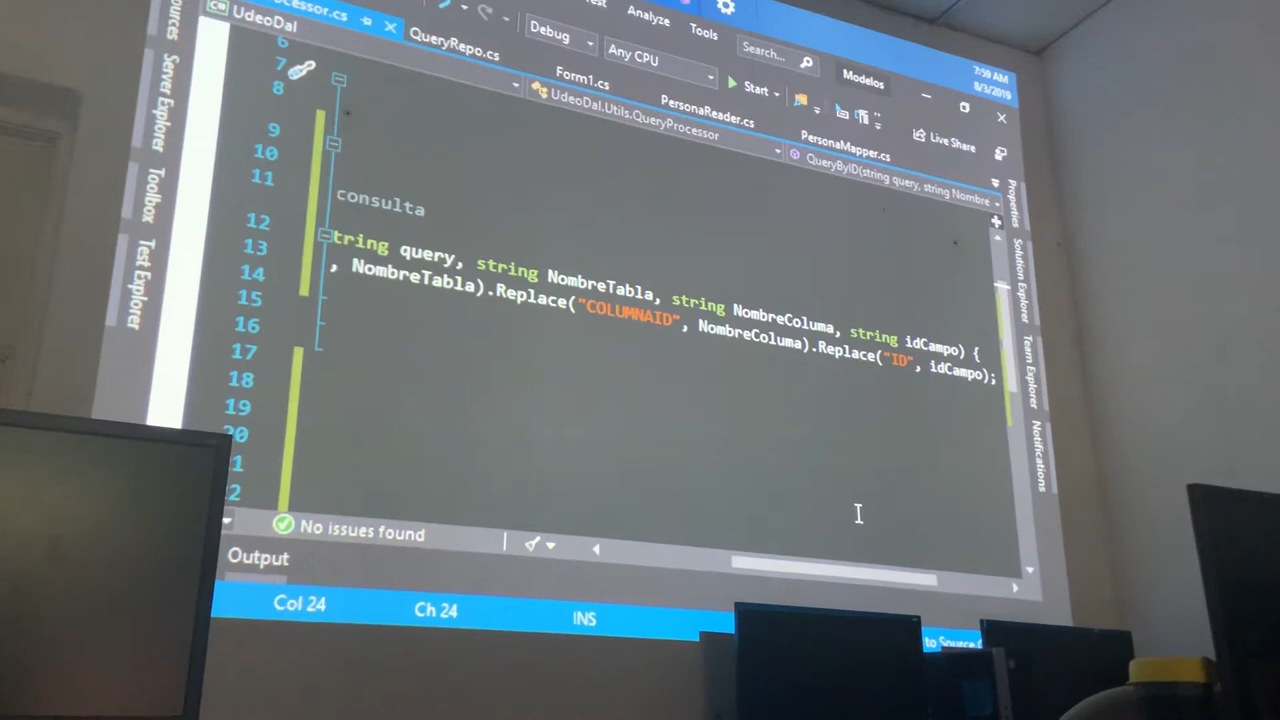 Analyze
Tools
Search...
Modelos
7:59 AM
8/3/2019
QueryRepo.cs
Debug
Any CPU
Start
Live Share
UdeoDal
Form1.cs
PersonaReader.cs
PersonaMapper.cs
UdeoDal.Utils.QueryProcessor
QueryByID(string query, string Nombre
Server Explorer
Toolbox
Test Explorer
6
7
8
9
10
11
consulta
12
13
tring query, string NombreTabla, string NombreColuma, string idCampo) {
14
, NombreTabla).Replace("COLUMNAID", NombreColuma).Replace("ID", idCampo);
15
16
17
18
19
20
Properties
Solution Explorer
Team Explorer
Notifications
No issues found
Output
Col 24
Ch 24
INS
to Source